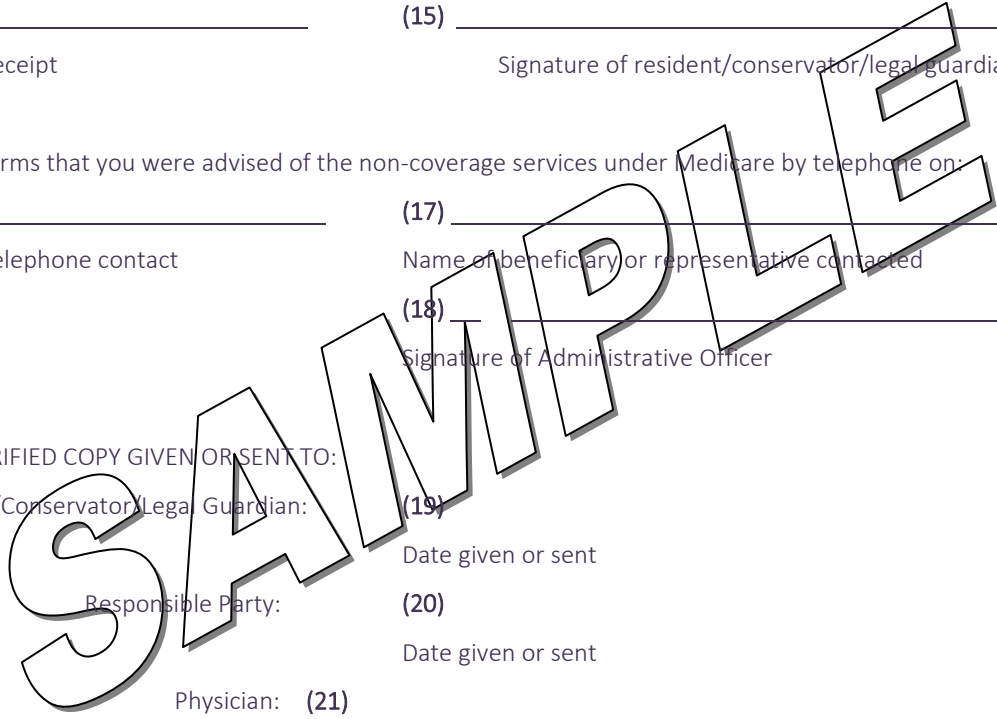 (15)
eceipt Signature of resident/conservator/legal guardia
rms that you were advised of the non-coverage services under Medicare by telephone on:
(17)
elephone contact Name of beneficiary or representative contacted
(18)
Signature of Administrative Officer
RIFIED COPY GIVEN OR SENT TO:
/Conservator/Legal Guardian: (19)
Date given or sent
Responsible Party: (20)
Date given or sent
Physician: (21)
SAMPLE